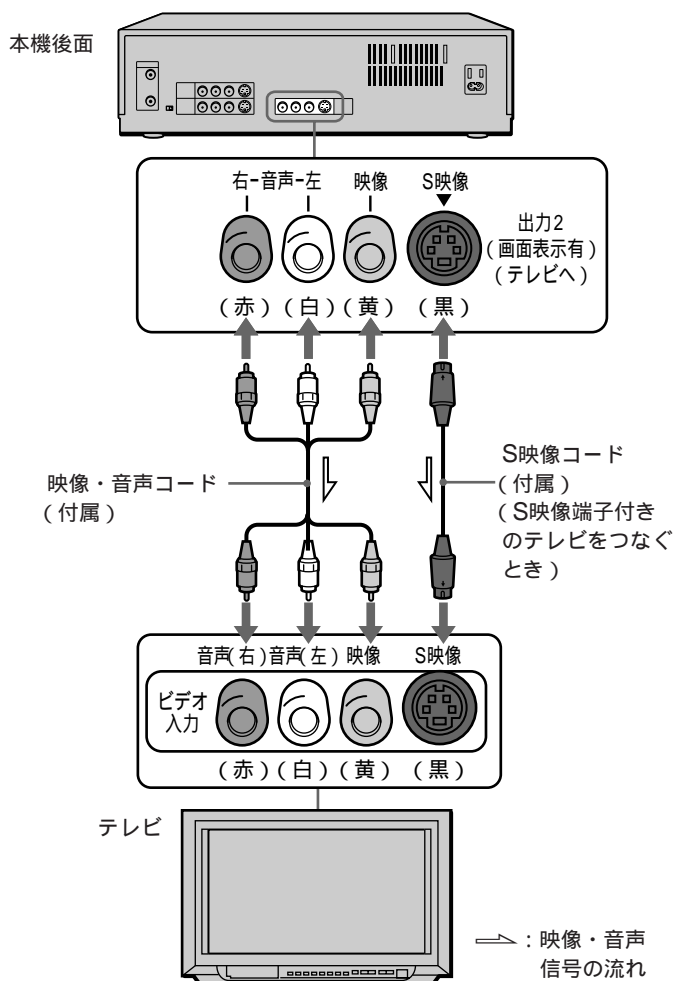 本機後面
右-音声-左 映像 S映像
出力2
(画面表示有)
(テレビへ)
(赤)(白)(黄) (黒)
映像・音声コード
(付属)
S映像コード
(付属)
(S映像端子付き
のテレビをつなぐ
とき)
音声(右)音声(左)映像 S映像
ビデオ
入力
(赤)(白)(黄) (黒)
テレビ
:映像・音声
信号の流れ